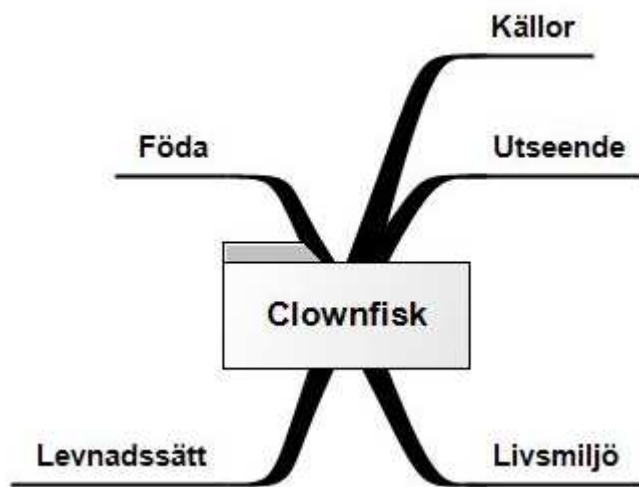 Källor
Föda
Utseende
Clownfisk
Levnadssätt
Livsmiljö